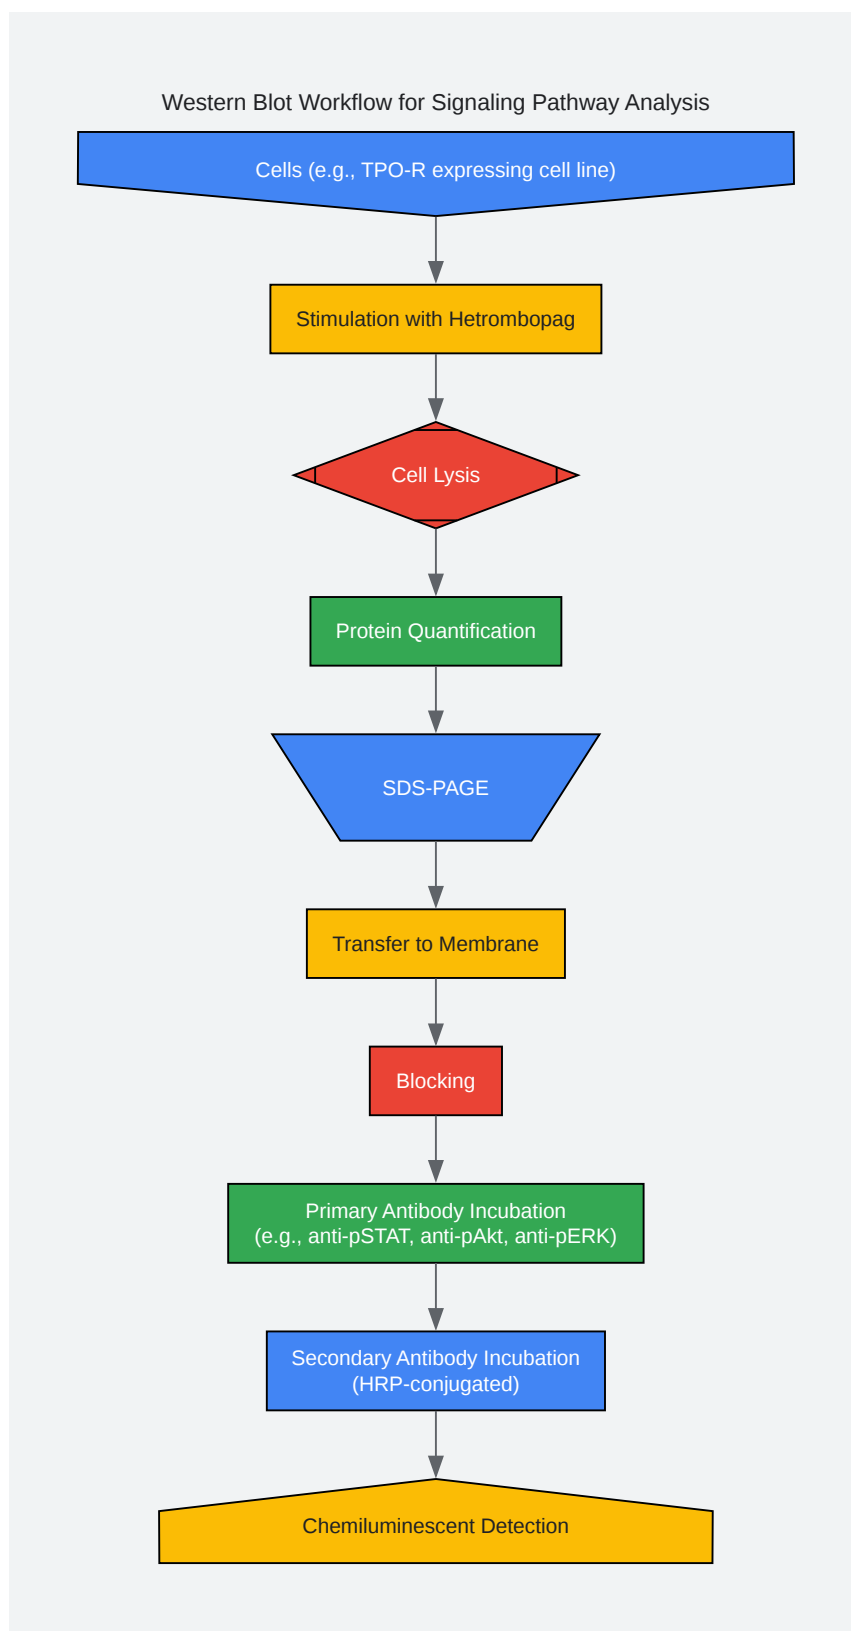 Western Blot Workflow for Signaling Pathway Analysis
Cells (e.g., TPO-R expressing cell line)
Stimulation with Hetrombopag
Cell Lysis
Protein Quantification
SDS-PAGE
Transfer to Membrane
Blocking
Primary Antibody Incubation
(e.g., anti-pSTAT, anti-pAkt, anti-pERK)
Secondary Antibody Incubation
(HRP-conjugated)
Chemiluminescent Detection